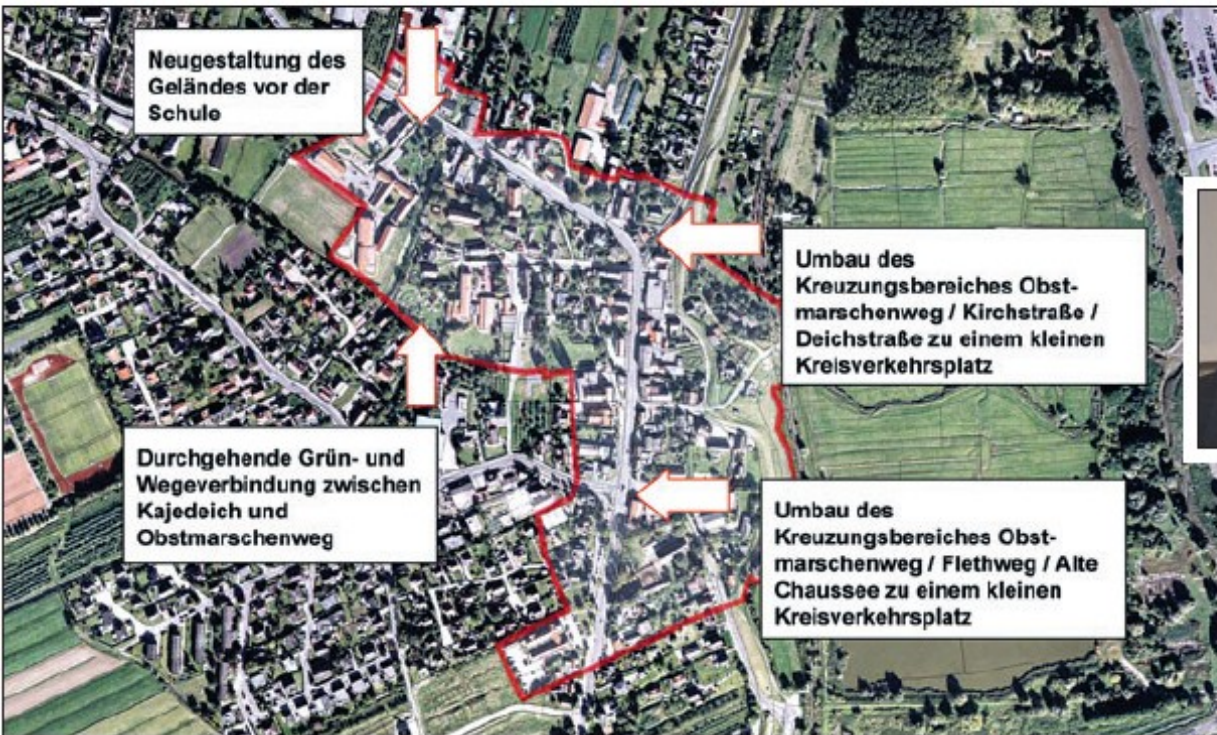 Neugestaltung des
Geländes vor der
Schule
Umbau des
Kreuzungsbereiches Obst-
marschenweg / Kirchstraße /
Deichstraße zu einem kleinen
Kreisverkehrsplatz
Durchgehende Grün- und
Wegeverbindung zwischen
Kajedeich und
Obstmarschenweg
Umbau des
Kreuzungsbereiches Obst-
marschenweg / Flethweg / Alte
Chaussee zu einem kleinen
Kreisverkehrsplatz